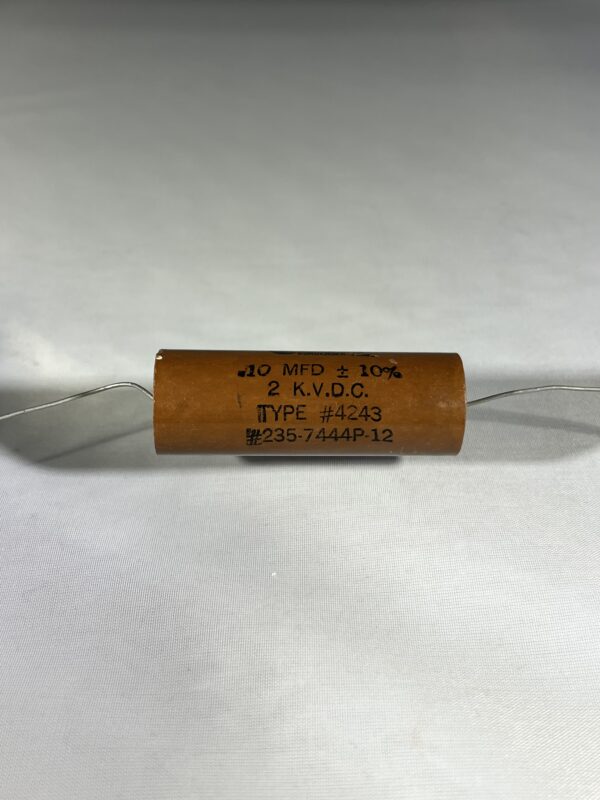 .10 MFD ± 10%
2 K.V.D.C.
TYPE #4243
#235-7444P-12